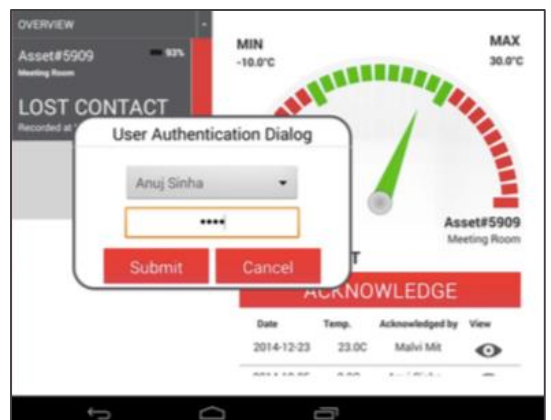 OVERVIEW
Asset#5909
93%
Meeting Room
LOST CONTACT
Recorded at
MIN
-10.0°C
MAX
30.0°C
Asset#5909
Meeting Room
User Authentication Dialog
Anuj Sinha
••••
Submit
Cancel
ACKNOWLEDGE
Date Temp. Acknowledged by View
2014-12-23 23.0C Malvi Mit